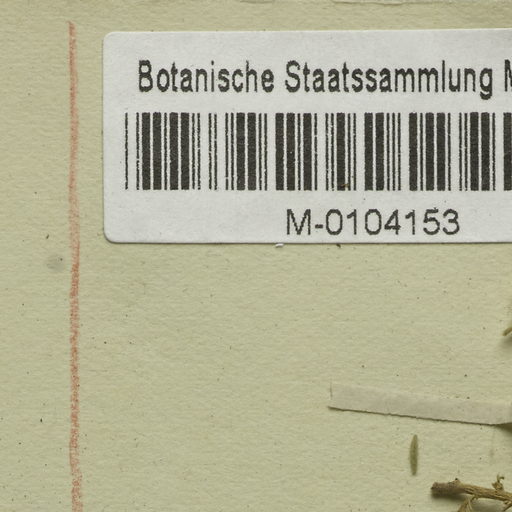 Botanische Staatssammlung
M-0104153